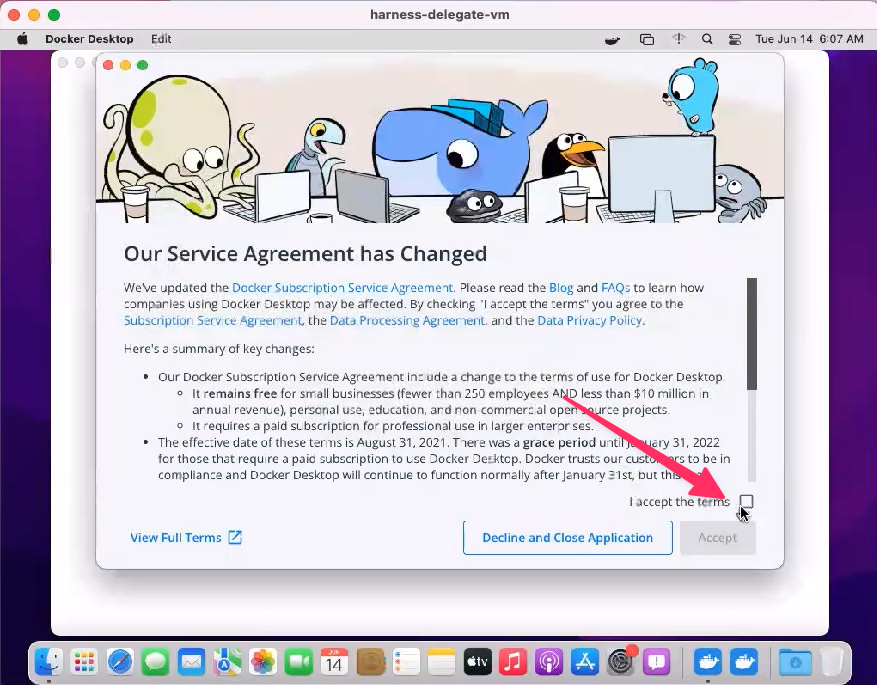 harness-delegate-vm
Docker Desktop Edit Tue Jun 14 6:07 AM
Our Service Agreement has Changed
We've updated the Docker Subscription Service Agreement. Please read the Blog and FAQs to learn how
companies using Docker Desktop may be affected. By checking "I accept the terms" you agree to the
Subscription Service Agreement, the Data Processing Agreement, and the Data Privacy Policy.
Here's a summary of key changes:
• Our Docker Subscription Service Agreement include a change to the terms of use for Docker Desktop.
◦ It remains free for small businesses (fewer than 250 employees AND less than $10 million in
annual revenue), personal use, education, and non-commercial open source projects.
◦ It requires a paid subscription for professional use in larger enterprises.
• The effective date of these terms is August 31, 2021. There was a grace period until January 31, 2022
for those that require a paid subscription to use Docker Desktop. Docker trusts our customers to be in
compliance and Docker Desktop will continue to function normally after January 31st, but this
I accept the terms
View Full Terms Decline and Close Application Accept
JUN
14
tv